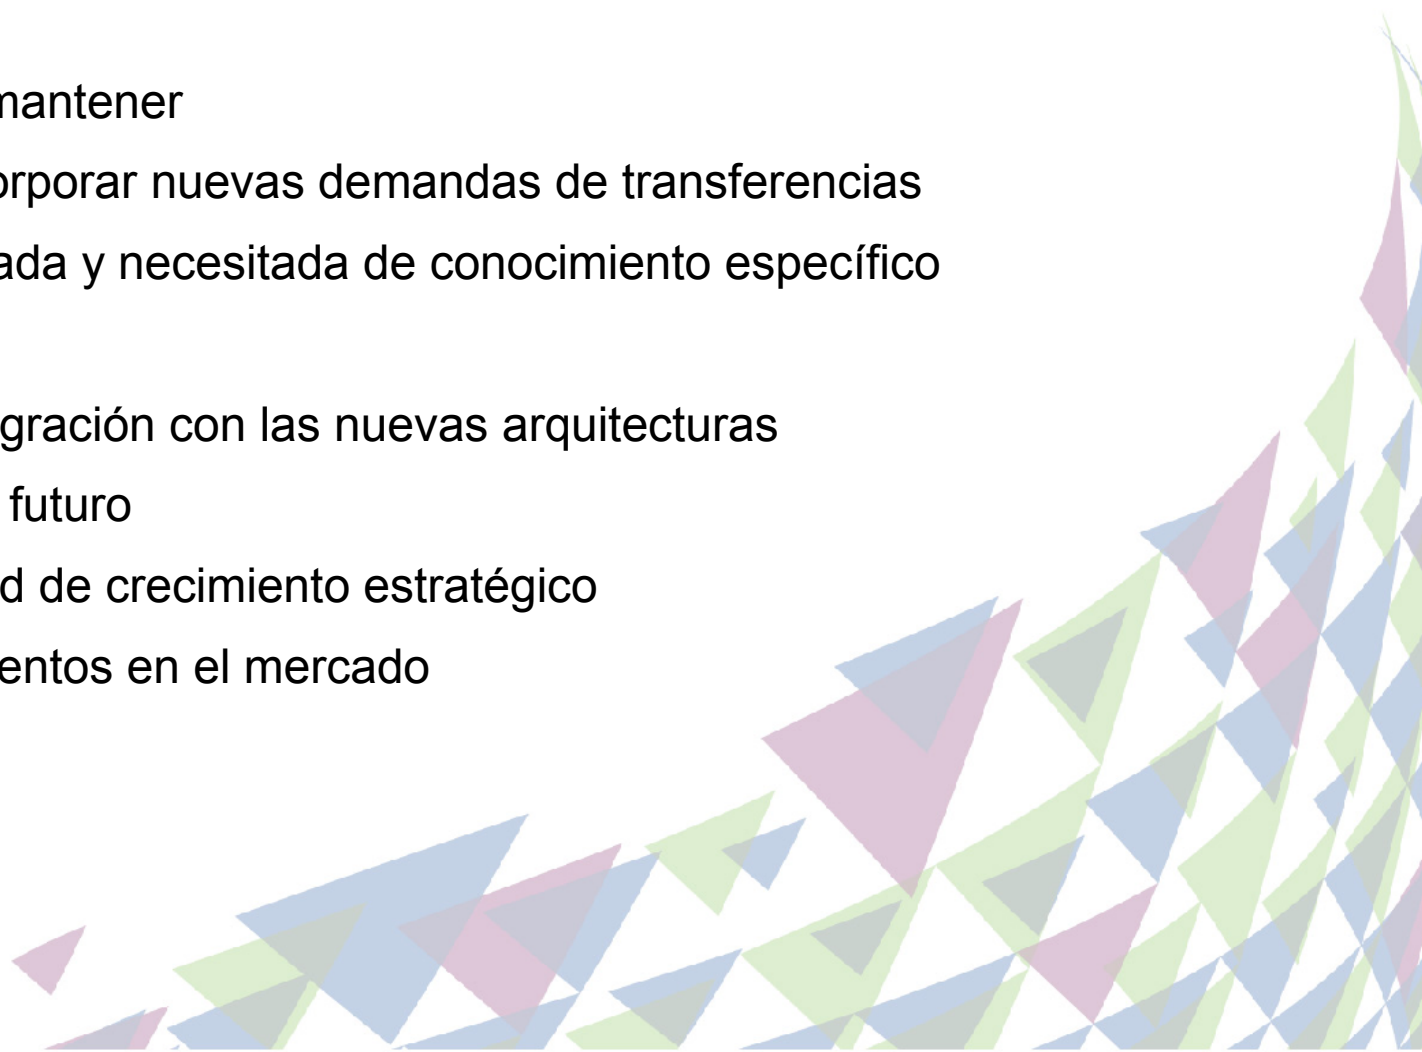 mantener
orporar nuevas demandas de transferencias
ada y necesitada de conocimiento específico
gración con las nuevas arquitecturas
futuro
d de crecimiento estratégico
entos en el mercado